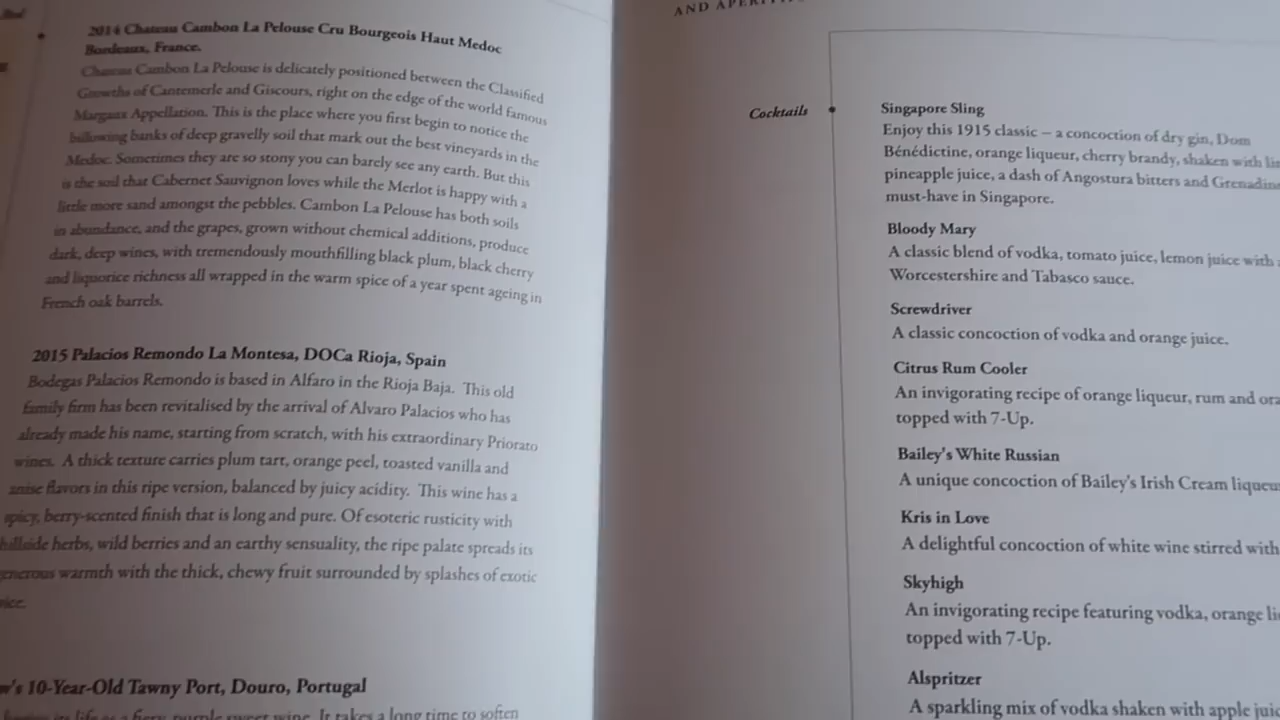 2014 Chateau Cambon La Pelouse Cru Bourgeois Haut Medoc
Bordeaux, France.
Chateau Cambon La Pelouse is delicately positioned between the Classified
Growths of Cantemerle and Giscours, right on the edge of the world famous
Margaux Appellation. This is the place where you first begin to notice the
billowing banks of deep gravelly soil that mark out the best vineyards in the
Medoc. Sometimes they are so stony you can barely see any earth. But this
is the soil that Cabernet Sauvignon loves while the Merlot is happy with a
little more sand amongst the pebbles. Cambon La Pelouse has both soils
in abundance, and the grapes, grown without chemical additions, produce
dark, deep wines, with tremendously mouthfilling black plum, black cherry
and liquorice richness all wrapped in the warm spice of a year spent ageing in
French oak barrels.
2015 Palacios Remondo La Montesa, DOCa Rioja, Spain
Bodegas Palacios Remondo is based in Alfaro in the Rioja Baja. This old
family firm has been revitalised by the arrival of Alvaro Palacios who has
already made his name, starting from scratch, with his extraordinary Priorato
wines. A thick texture carries plum tart, orange peel, toasted vanilla and
anise flavors in this ripe version, balanced by juicy acidity. This wine has a
spicy, berry-scented finish that is long and pure. Of esoteric rusticity with
hillside herbs, wild berries and an earthy sensuality, the ripe palate spreads its
warmth with the thick, chewy fruit surrounded by splashes of exotic
10-Year-Old Tawny Port, Douro, Portugal
its life as a fiery, purple sweet wine. It takes a long time to soften
AND
Cocktails
Singapore Sling
Enjoy this 1915 classic – a concoction of dry gin, Dom
Bénédictine, orange liqueur, cherry brandy, shaken with
pineapple juice, a dash of Angostura bitters and Grenadine
must-have in Singapore.
Bloody Mary
A classic blend of vodka, tomato juice, lemon juice with
Worcestershire and Tabasco sauce.
Screwdriver
A classic concoction of vodka and orange juice.
Citrus Rum Cooler
An invigorating recipe of orange liqueur, rum and
topped with 7-Up.
Bailey's White Russian
A unique concoction of Bailey's Irish Cream
Kris in Love
A delightful concoction of white wine stirred with
Skyhigh
An invigorating recipe featuring vodka, orange
topped with 7-Up.
Alspritzer
A sparkling mix of vodka shaken with apple